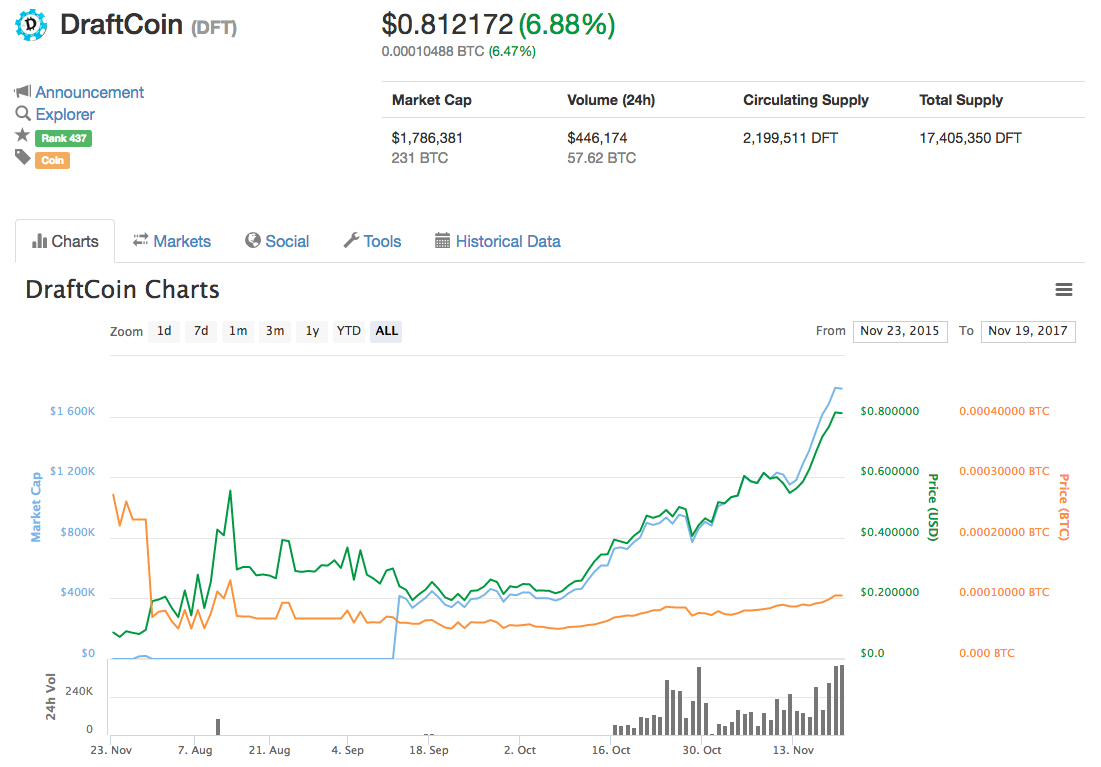 DraftCoin (DFT)
$0.812172 (6.88%)
0.00010488 BTC (6.47%)
Announcement
Explorer
Rank 437
Coin
Market Cap Volume (24h) Circulating Supply Total Supply
$1,786,381 $446,174 2,199,511 DFT 17,405,350 DFT
231 BTC 57.62 BTC
Charts Markets Social Tools Historical Data
DraftCoin Charts
Zoom 1d 7d 1m 3m 1y YTD ALL From Nov 23, 2015 To Nov 19, 2017
$1 600K $0.800000 0.00040000 BTC
$1 200K $0.600000 0.00030000 BTC
Market Cap Price (USD) Price (BTC)
$800K $0.400000 0.00020000 BTC
$400K $0.200000 0.00010000 BTC
$0 $0.0 0.000 BTC
24h Vol
240K
0
23. Nov 7. Aug 21. Aug 4. Sep 18. Sep 2. Oct 16. Oct 30. Oct 13. Nov